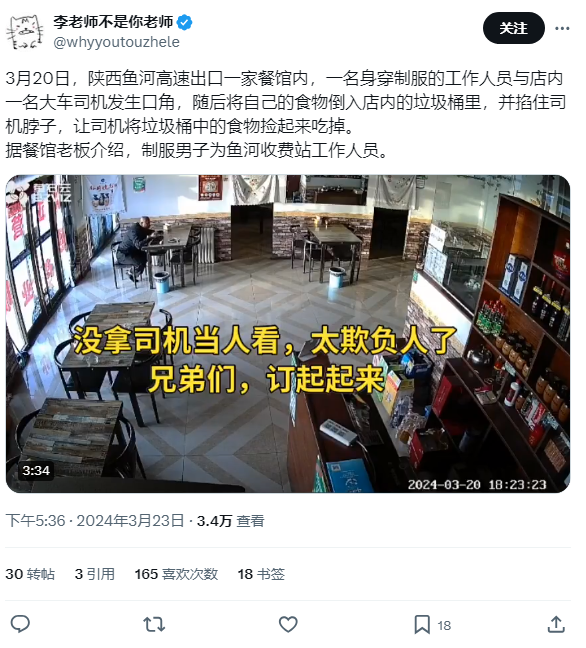 李老师不是你老师
@whyyoutouzhele
关注
3月20日，陕西鱼河高速出口一家餐馆内，一名身穿制服的工作人员与店内
一名大车司机发生口角，随后将自己的食物倒入店内的垃圾桶里，并掐住司
机脖子，让司机将垃圾桶中的食物捡起来吃掉。
据餐馆老板介绍，制服男子为鱼河收费站工作人员。
没拿司机当人看，太欺负人了
兄弟们，订起起来
3:34
2024-03-20 18:23:23
下午5:36 · 2024年3月23日 · 3.4万 查看
30 转帖 3 引用 165 喜欢次数 18 书签
18